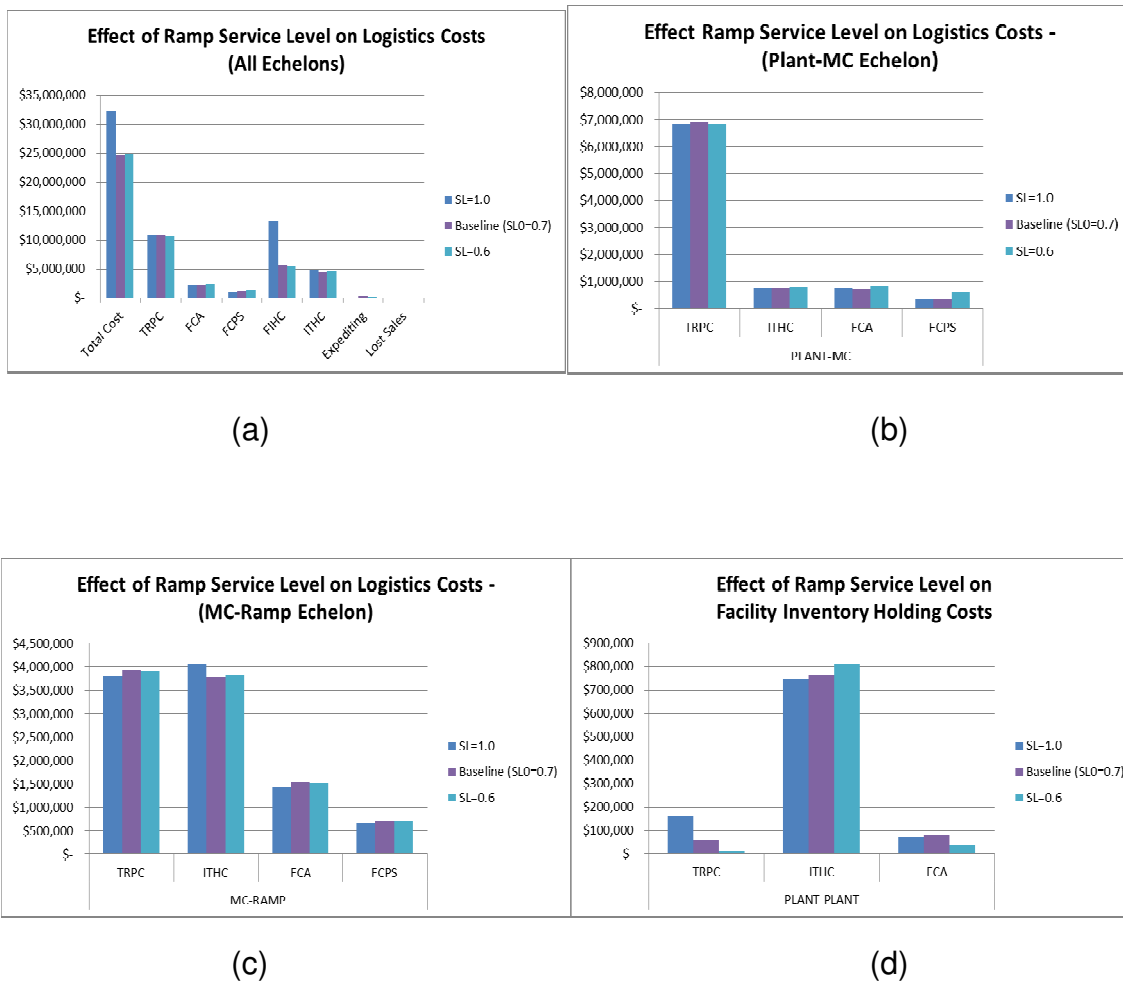 Effect of Ramp Service Level on Logistics Costs
(All Echelons)
$35,000,000
$30,000,000
$25,000,000
$20,000,000
$15,000,000
$10,000,000
$5,000,000
$-
Total Cost
TRPC
FCA
FCPS
FIHC
ITHC
Expediting
Lost Sales
SL=1.0
Baseline (SL0=0.7)
SL=0.6
(a)
Effect Ramp Service Level on Logistics Costs -
(Plant-MC Echelon)
$8,000,000
$7,000,000
$6,000,000
$5,000,000
$4,000,000
$3,000,000
$2,000,000
$1,000,000
$-
TRPC
ITHC
FCA
FCPS
PLANT-MC
SL=1.0
Baseline (SL0=0.7)
SL=0.6
(b)
Effect of Ramp Service Level on Logistics Costs -
(MC-Ramp Echelon)
$4,500,000
$4,000,000
$3,500,000
$3,000,000
$2,500,000
$2,000,000
$1,500,000
$1,000,000
$500,000
$-
TRPC
ITHC
FCA
FCPS
MC-RAMP
SL=1.0
Baseline (SL0=0.7)
SL=0.6
(c)
Effect of Ramp Service Level on
Facility Inventory Holding Costs
$900,000
$800,000
$700,000
$600,000
$500,000
$400,000
$300,000
$200,000
$100,000
$
TRPC
ITHC
FCA
PLANT PLANT
SL=1.0
Baseline (SL0=0.7)
SL=0.6
(d)